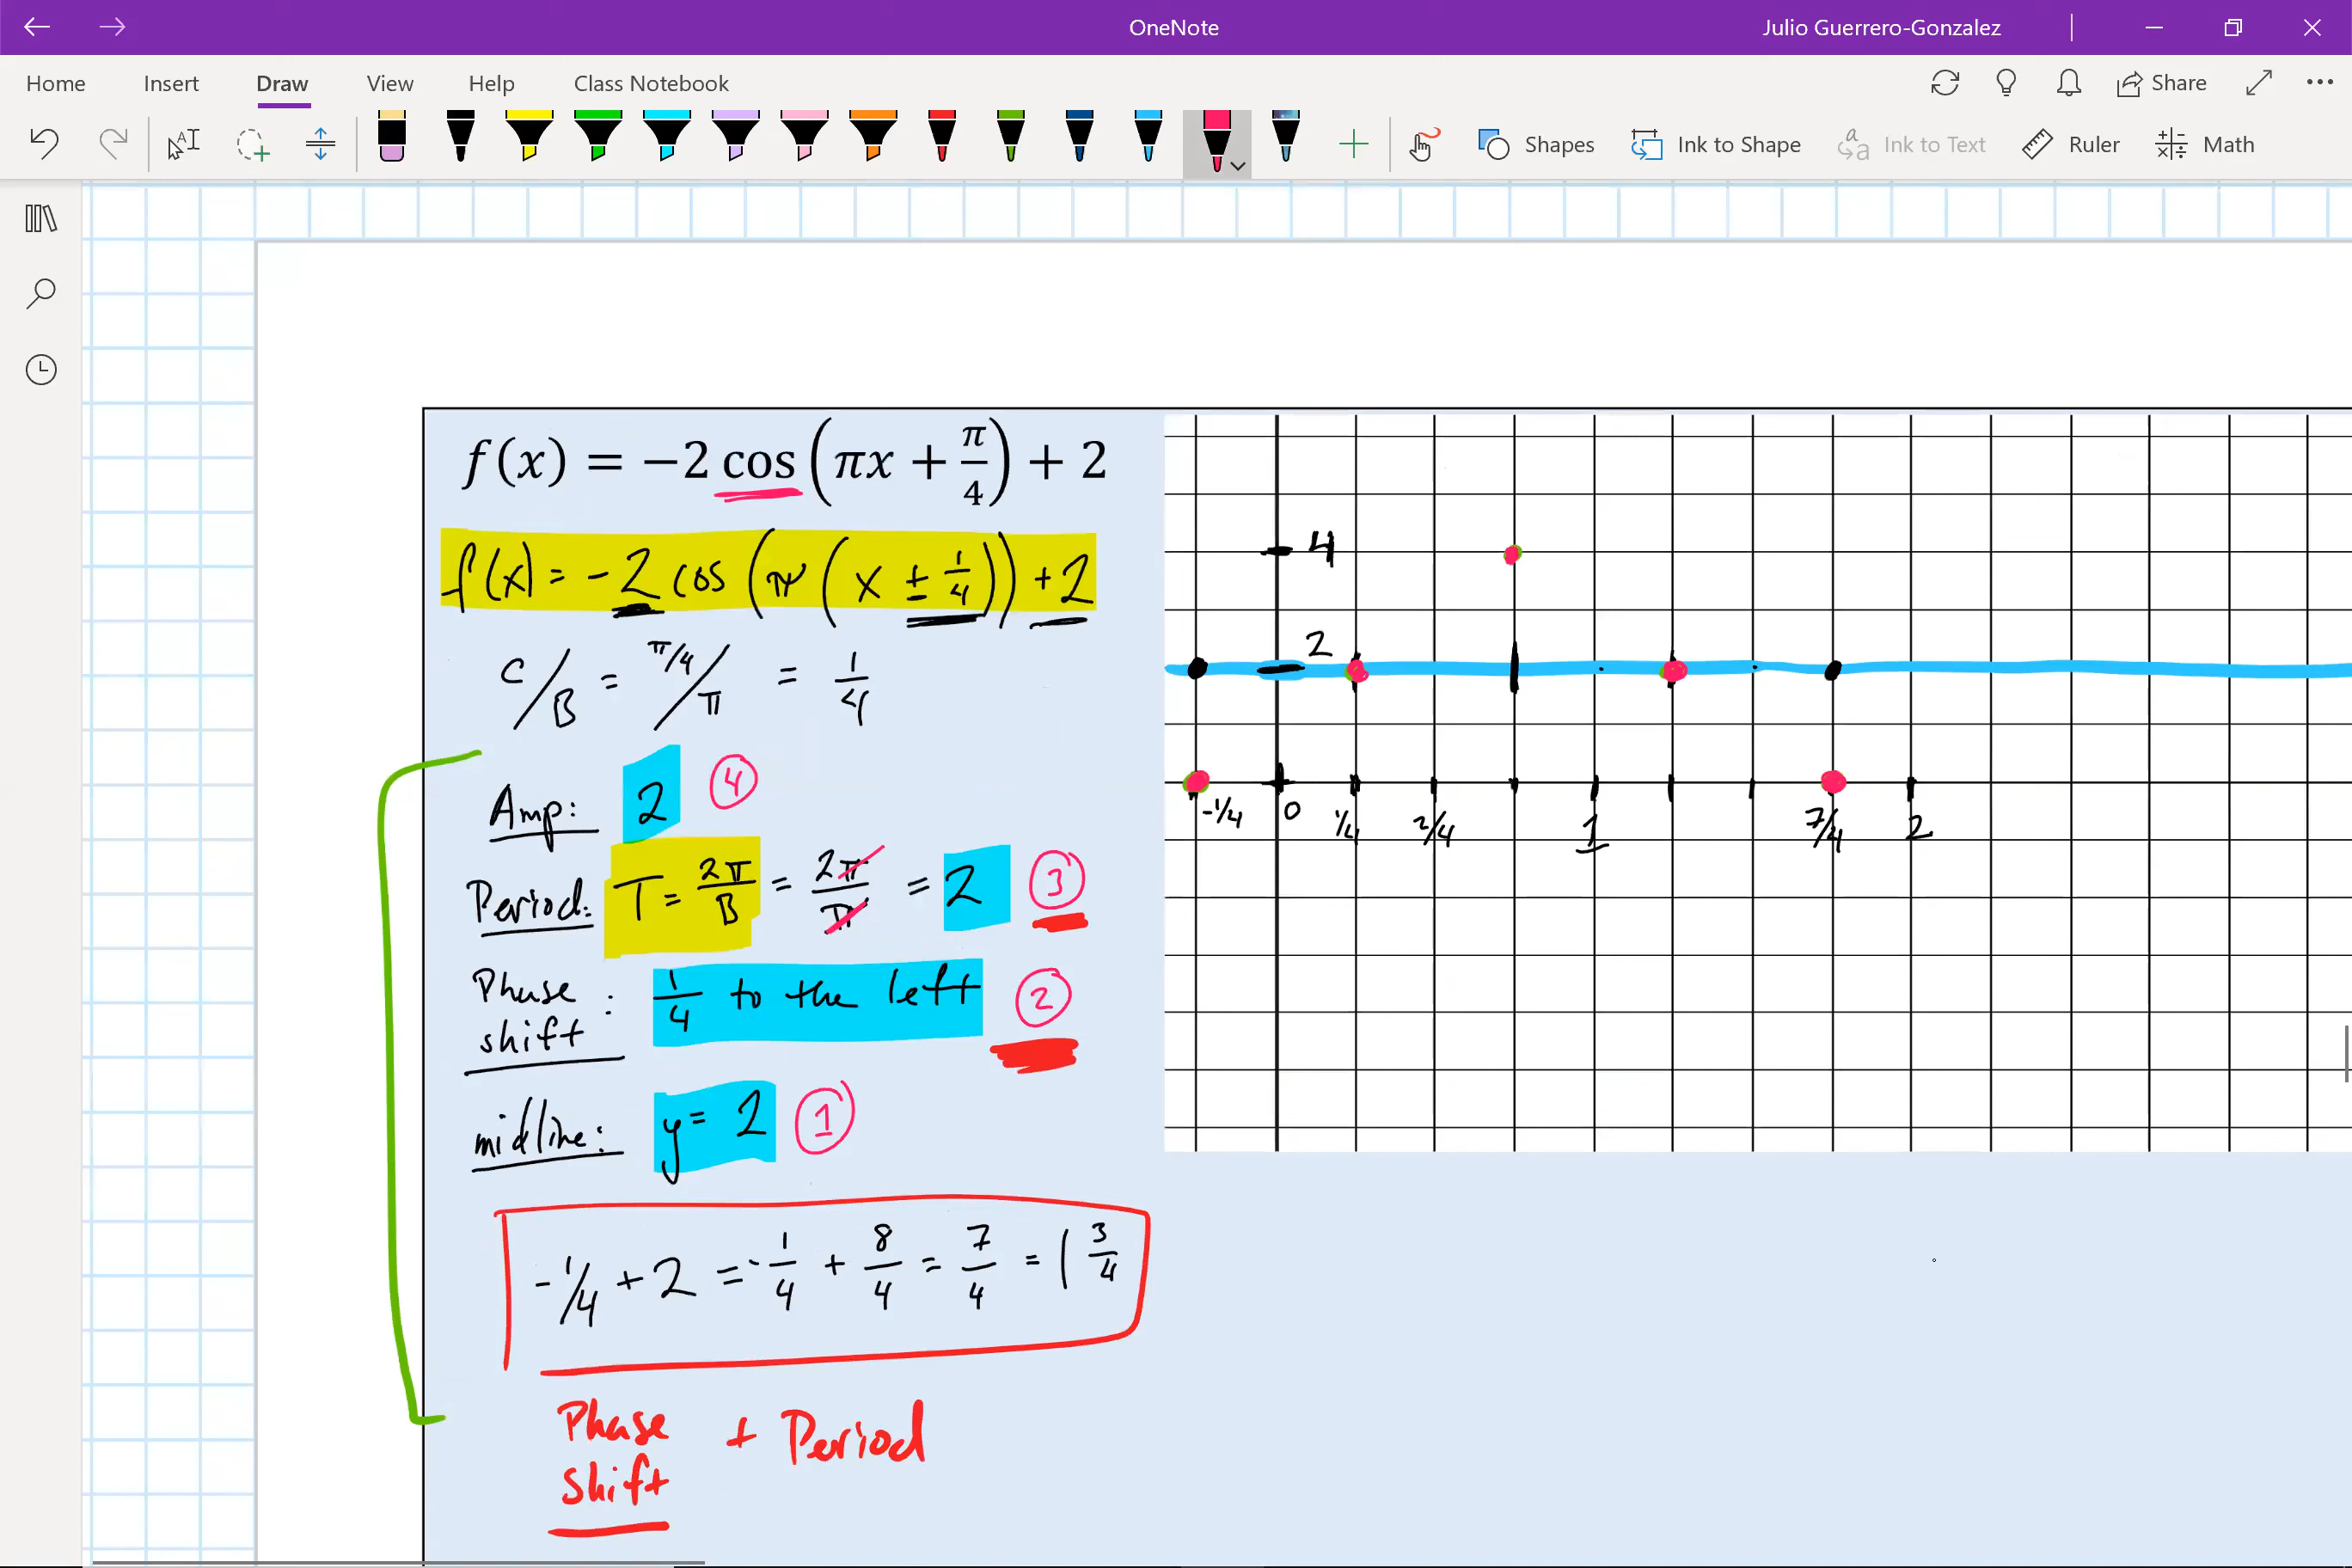 OneNote
Julio Guerrero-Gonzalez
Home Insert Draw View Help Class Notebook
Share
Shapes Ink to Shape Ink to Text Ruler Math
f(x) = −2 cos(πx + π/4) + 2
f(x) = -2 cos (π (x ± 1/4)) + 2
C/B = π/4/π = 1/4
Amp: 2 ④
Period: T = 2π/B = 2π/π = 2 ③
Phase shift: 1/4 to the left ②
midline: y = 2 ①
-1/4 + 2 = -1/4 + 8/4 = 7/4 = 1 3/4
Phase + Period
shift
4
2
-1/4 0 1/4 2/4 1 7/4 2